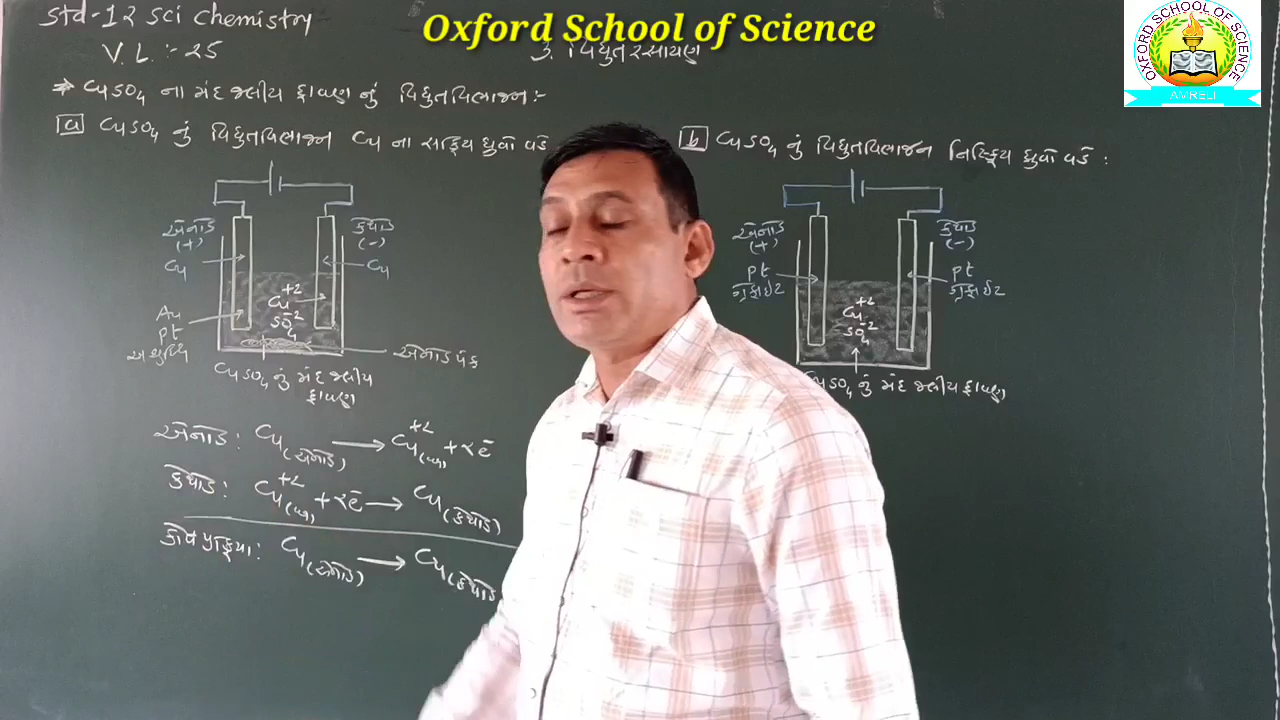 Oxford School of Science
OXFORD SCHOOL OF SCIENCE
AMRELI
Std-12 Sci Chemistry
V.L. :- 25
3. વિદ્યુતરસાયણ
→ CuSO4 ના મંદ જલીય દ્રાવણ નું વિદ્યુતવિભાજન :-
a CuSO4 નું વિદ્યુતવિભાજન Cu ના સક્રિય ધ્રુવો વડે
b CuSO4 નું વિદ્યુતવિભાજન નિષ્ક્રિય ધ્રુવો વડે :
એનોડ (+)
Cu
કેથોડ (-)
Cu
Cu+2
SO4-2
Au
pt
અશુદ્ધિ
એનોડ પંક
CuSO4 નું મંદ જલીય
દ્રાવણ
એનોડ (+)
pt
ગ્રેફાઈટ
કેથોડ (-)
pt
ગ્રેફાઈટ
Cu+2
SO4-2
CuSO4 નું મંદ જલીય દ્રાવણ
એનોડ : Cu(એનોડ) → Cu+2(aq) + 2e-
કેથોડ : Cu+2(aq) + 2e- → Cu(કેથોડ)
કોષ પ્રક્રિયા : Cu(એનોડ) → Cu(કેથોડ